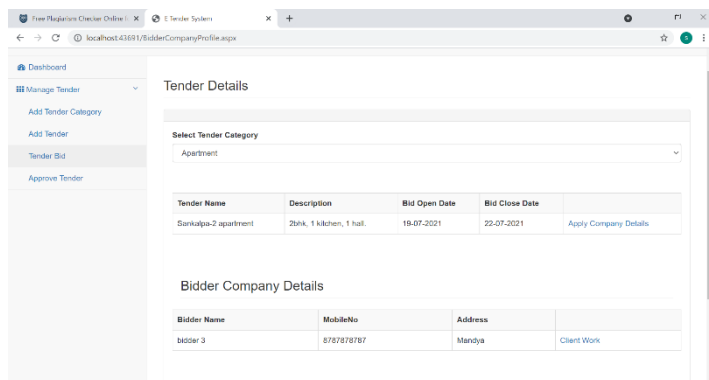 Free Plagiarism Checker Online
E Tender System
localhost:43691/BidderCompanyProfile.aspx
S
Dashboard
Manage Tender
Add Tender Category
Add Tender
Tender Bid
Approve Tender
Tender Details
Select Tender Category
Apartment
Tender Name Description Bid Open Date Bid Close Date
Sankalpa-2 apartment 2bhk, 1 kitchen, 1 hall. 19-07-2021 22-07-2021 Apply Company Details
Bidder Company Details
Bidder Name MobileNo Address
bidder 3 8787878787 Mandya Client Work